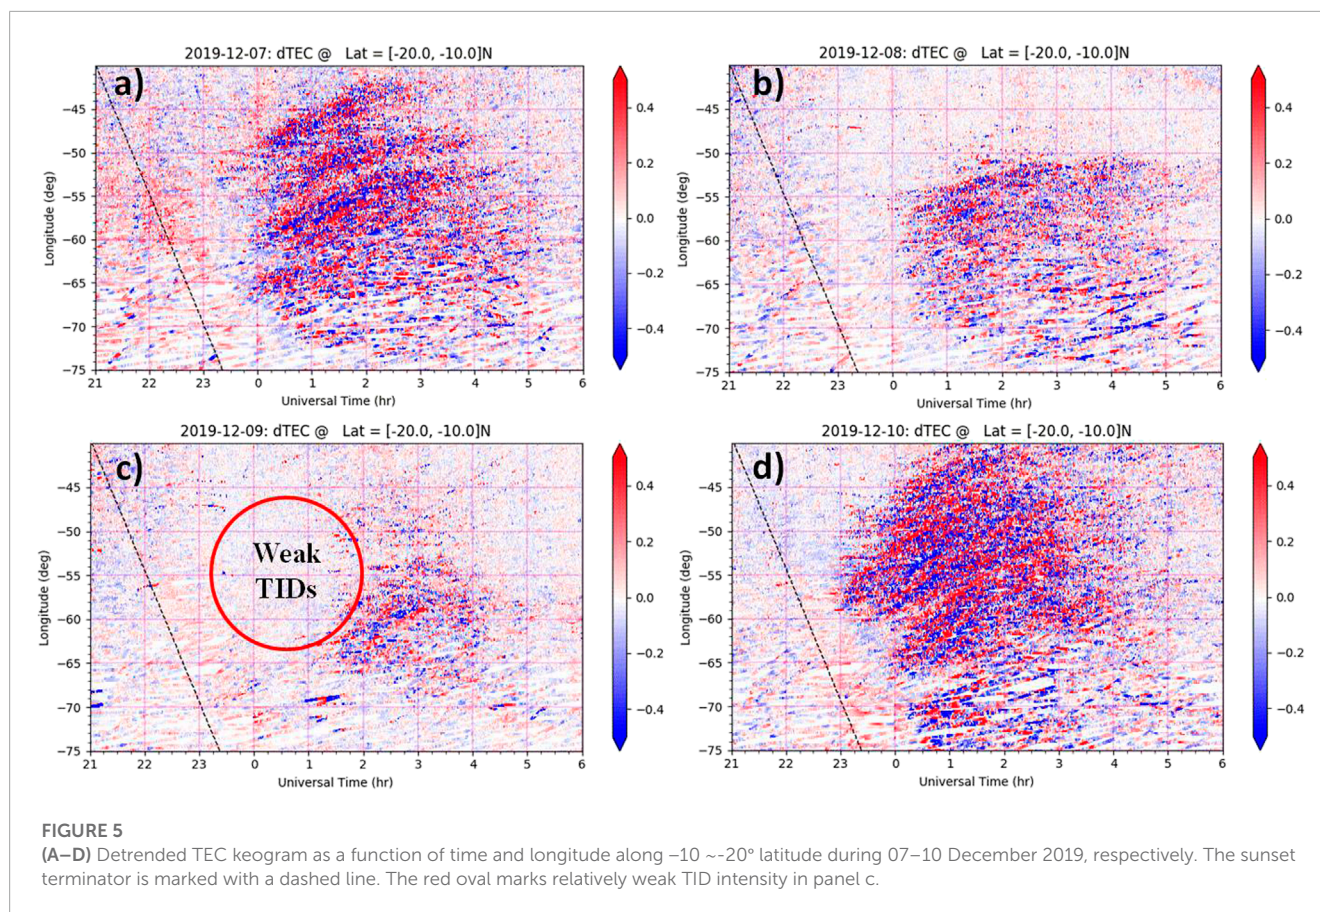 2019-12-07: dTEC @ Lat = [-20.0, -10.0]N
a)
Longitude (deg)
−45
−50
−55
−60
−65
−70
−75
21 22 23 0 1 2 3 4 5 6
Universal Time (hr)
0.4
0.2
0.0
−0.2
−0.4
2019-12-08: dTEC @ Lat = [-20.0, -10.0]N
b)
Longitude (deg)
−45
−50
−55
−60
−65
−70
−75
21 22 23 0 1 2 3 4 5 6
Universal Time (hr)
0.4
0.2
0.0
−0.2
−0.4
2019-12-09: dTEC @ Lat = [-20.0, -10.0]N
c)
Weak
TIDs
Longitude (deg)
−45
−50
−55
−60
−65
−70
−75
21 22 23 0 1 2 3 4 5 6
Universal Time (hr)
0.4
0.2
0.0
−0.2
−0.4
2019-12-10: dTEC @ Lat = [-20.0, -10.0]N
d)
Longitude (deg)
−45
−50
−55
−60
−65
−70
−75
21 22 23 0 1 2 3 4 5 6
Universal Time (hr)
0.4
0.2
0.0
−0.2
−0.4
FIGURE 5
(A–D) Detrended TEC keogram as a function of time and longitude along −10 ~-20° latitude during 07–10 December 2019, respectively. The sunset
terminator is marked with a dashed line. The red oval marks relatively weak TID intensity in panel c.